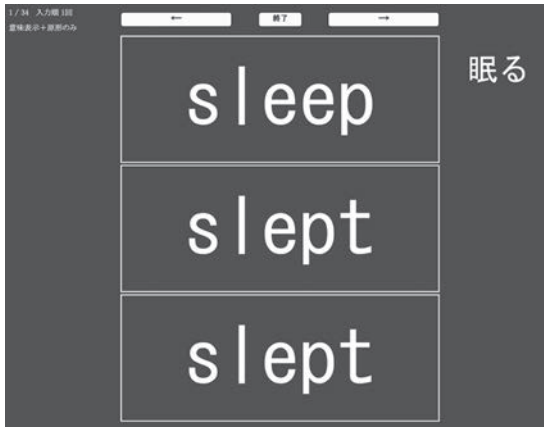 1 / 34 入力順 1回
意味表示+原形のみ
← 終了 →
sleep
眠る
slept
slept